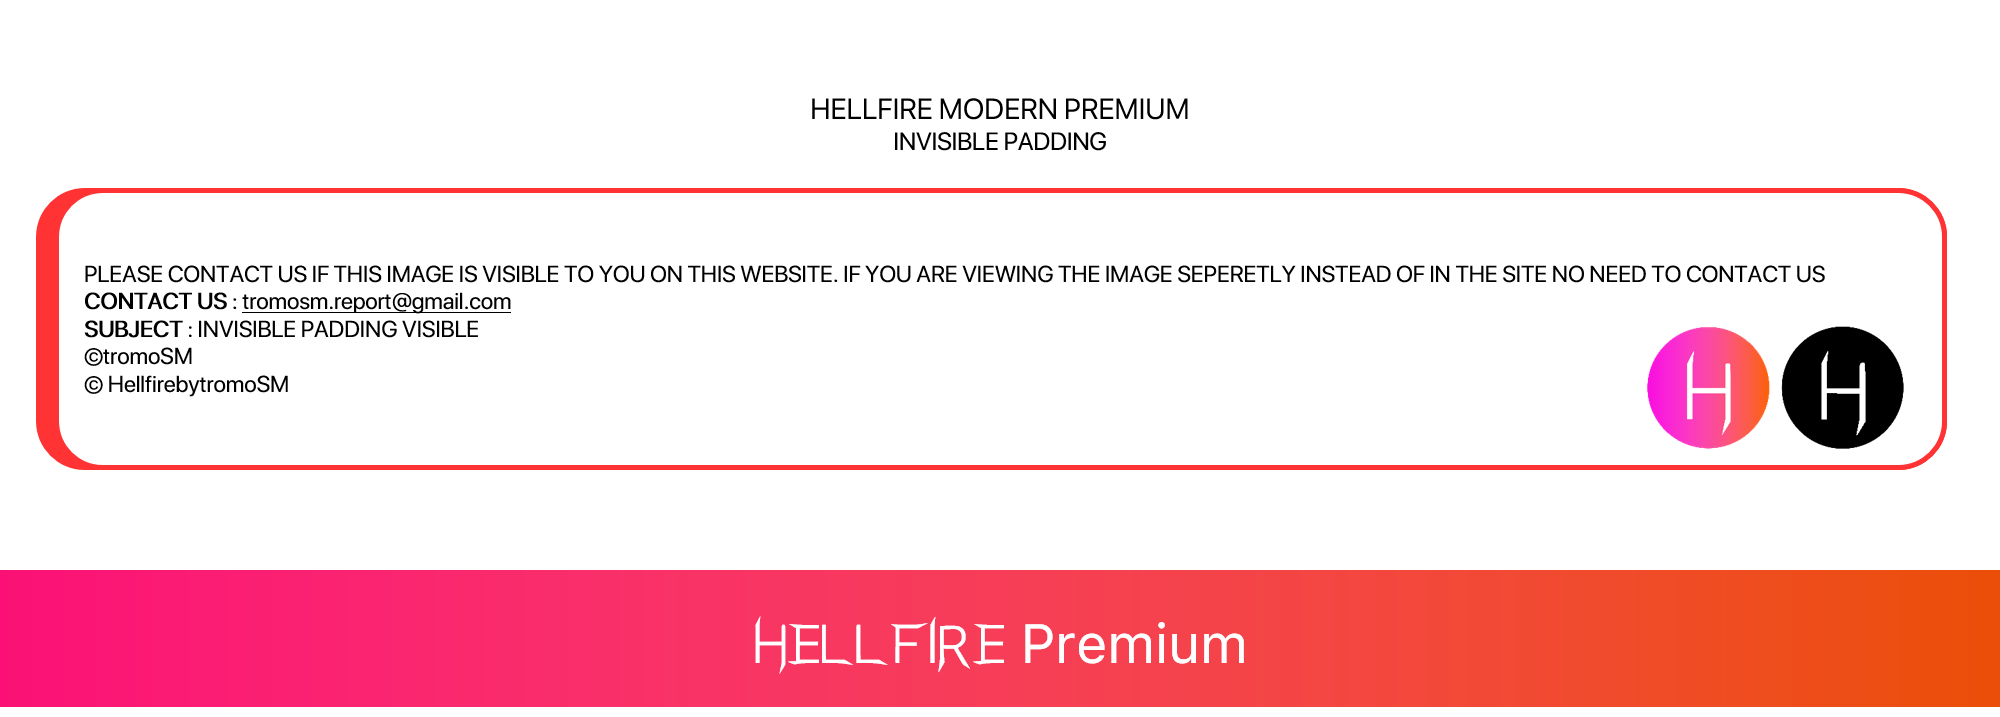 HELLFIRE MODERN PREMIUM
INVISIBLE PADDING
PLEASE CONTACT US IF THIS IMAGE IS VISIBLE TO YOU ON THIS WEBSITE. IF YOU ARE VIEWING THE IMAGE SEPERETLY INSTEAD OF IN THE SITE NO NEED TO CONTACT US
CONTACT US : tromosm.report@gmail.com
SUBJECT : INVISIBLE PADDING VISIBLE
©tromoSM
© HellfirebytromoSM
H H
HELLFIRE Premium